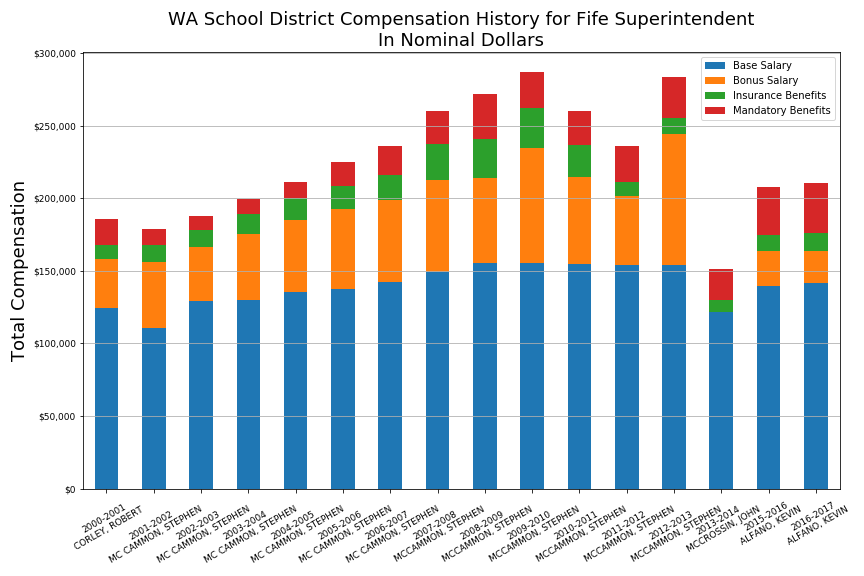 WA School District Compensation History for Fife Superintendent
In Nominal Dollars
Total Compensation
$300,000
$250,000
$200,000
$150,000
$100,000
$50,000
$0
Base Salary
Bonus Salary
Insurance Benefits
Mandatory Benefits
2000-2001
CORLEY, ROBERT
2001-2002
MC CAMMON, STEPHEN
2002-2003
MC CAMMON, STEPHEN
2003-2004
MC CAMMON, STEPHEN
2004-2005
MC CAMMON, STEPHEN
2005-2006
MC CAMMON, STEPHEN
2006-2007
MC CAMMON, STEPHEN
2007-2008
MCCAMMON, STEPHEN
2008-2009
MCCAMMON, STEPHEN
2009-2010
MCCAMMON, STEPHEN
2010-2011
MCCAMMON, STEPHEN
2011-2012
MCCAMMON, STEPHEN
2012-2013
MCCAMMON, STEPHEN
2013-2014
MCCROSSIN, JOHN
2015-2016
ALFANO, KEVIN
2016-2017
ALFANO, KEVIN